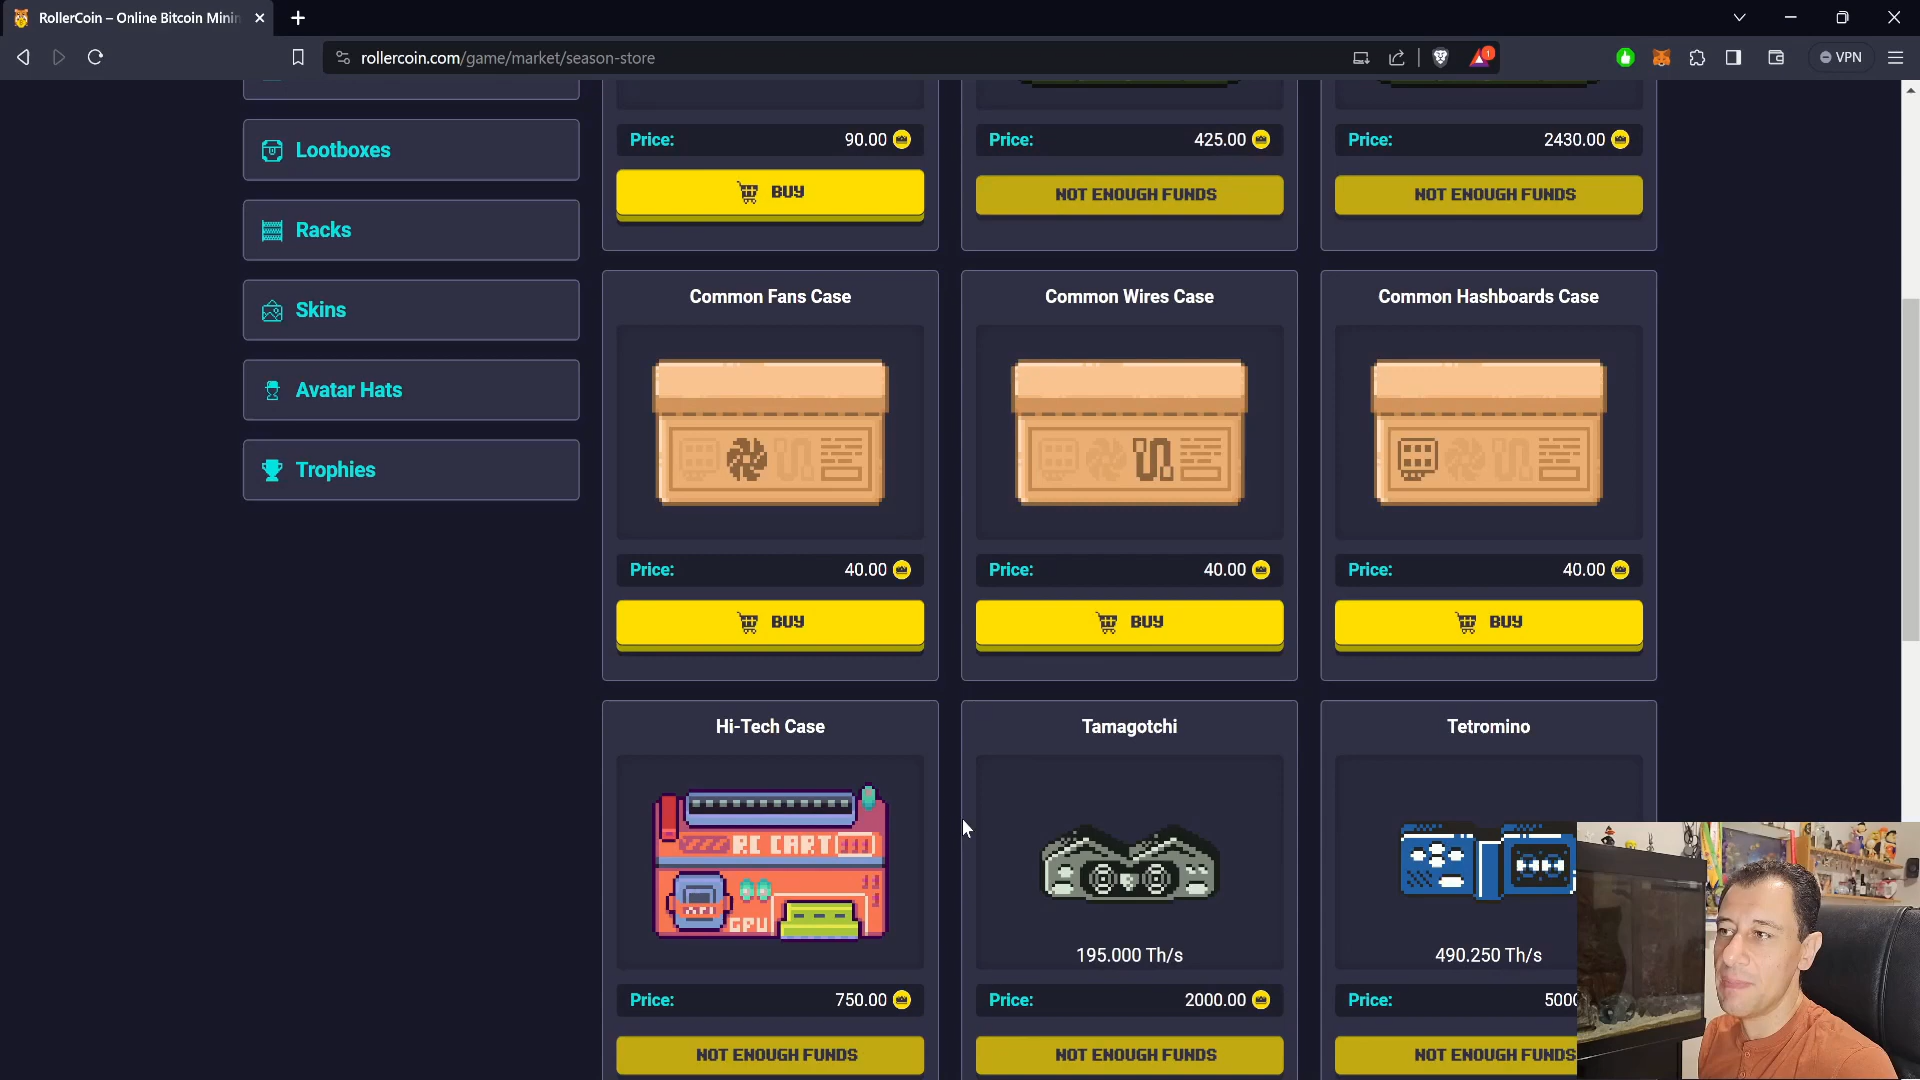 RollerCoin – Online Bitcoin Minin
rollercoin.com/game/market/season-store
1
VPN
Lootboxes
Racks
Skins
Avatar Hats
Trophies
Price: 90.00
BUY
Price: 425.00
NOT ENOUGH FUNDS
Price: 2430.00
NOT ENOUGH FUNDS
Common Fans Case
Price: 40.00
BUY
Common Wires Case
Price: 40.00
BUY
Common Hashboards Case
Price: 40.00
BUY
Hi-Tech Case
RC CART
GPU
Price: 750.00
NOT ENOUGH FUNDS
Tamagotchi
195.000 Th/s
Price: 2000.00
NOT ENOUGH FUNDS
Tetromino
490.250 Th/s
Price: 500
NOT ENOUGH FUNDS